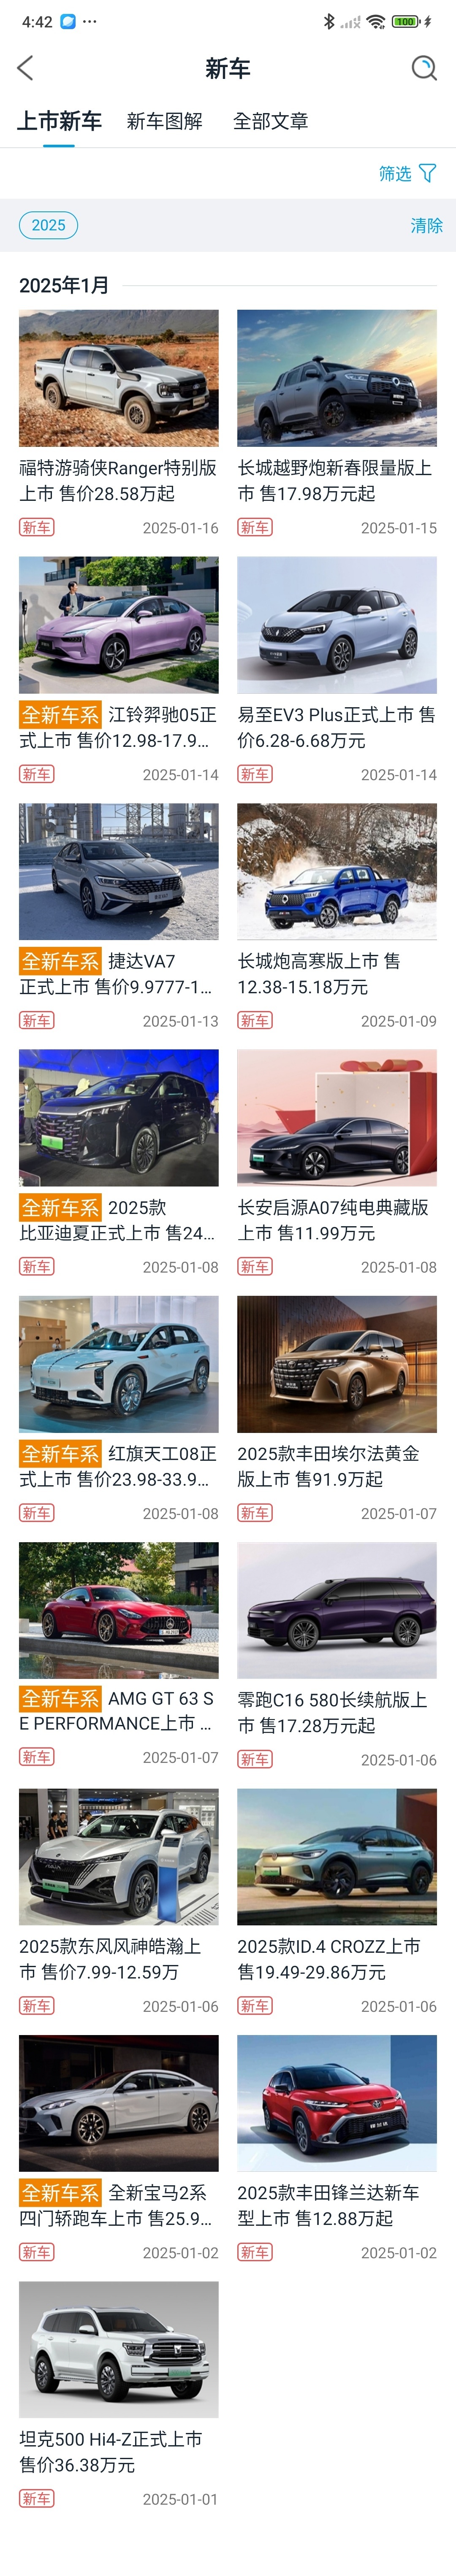 4:42
100
新车
上市新车 新车图解 全部文章
筛选
2025 清除
2025年1月
福特游骑侠Ranger特别版
上市 售价28.58万起
新车 2025-01-16
长城越野炮新春限量版上
市 售17.98万元起
新车 2025-01-15
全新车系 江铃羿驰05正
式上市 售价12.98-17.9...
新车 2025-01-14
易至EV3 Plus正式上市 售
价6.28-6.68万元
新车 2025-01-14
全新车系 捷达VA7
正式上市 售价9.9777-1...
新车 2025-01-13
长城炮高寒版上市 售
12.38-15.18万元
新车 2025-01-09
全新车系 2025款
比亚迪夏正式上市 售24...
新车 2025-01-08
长安启源A07纯电典藏版
上市 售11.99万元
新车 2025-01-08
全新车系 红旗天工08正
式上市 售价23.98-33.9...
新车 2025-01-08
2025款丰田埃尔法黄金
版上市 售91.9万起
新车 2025-01-07
全新车系 AMG GT 63 S
E PERFORMANCE上市 ...
新车 2025-01-07
零跑C16 580长续航版上
市 售17.28万元起
新车 2025-01-06
2025款东风风神皓瀚上
市 售价7.99-12.59万
新车 2025-01-06
2025款ID.4 CROZZ上市
售19.49-29.86万元
新车 2025-01-06
全新车系 全新宝马2系
四门轿跑车上市 售25.9...
新车 2025-01-02
2025款丰田锋兰达新车
型上市 售12.88万起
新车 2025-01-02
坦克500 Hi4-Z正式上市
售价36.38万元
新车 2025-01-01